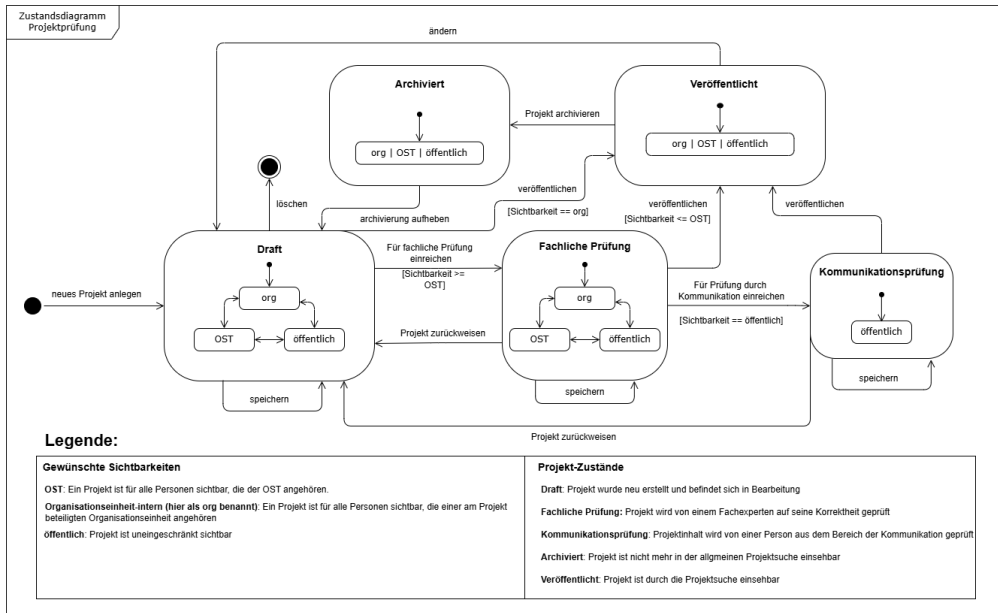 Zustandsdiagramm
Projektprüfung
ändern
Archiviert
org | OST | öffentlich
Projekt archivieren
Veröffentlicht
org | OST | öffentlich
löschen
archivierung aufheben
veröffentlichen
[Sichtbarkeit == org]
veröffentlichen
[Sichtbarkeit <= OST]
veröffentlichen
neues Projekt anlegen
Draft
org
OST
öffentlich
speichern
Für fachliche Prüfung
einreichen
[Sichtbarkeit >=
OST]
Projekt zurückweisen
Fachliche Prüfung
org
OST
öffentlich
speichern
Für Prüfung durch
Kommunikation einreichen
[Sichtbarkeit == öffentlich]
Kommunikationsprüfung
öffentlich
speichern
Projekt zurückweisen
Legende:
Gewünschte Sichtbarkeiten
OST: Ein Projekt ist für alle Personen sichtbar, die der OST angehören.
Organisationseinheit-intern (hier als org benannt): Ein Projekt ist für alle Personen sichtbar, die einer am Projekt
beteiligten Organisationseinheit angehören
öffentlich: Projekt ist uneingeschränkt sichtbar
Projekt-Zustände
Draft: Projekt wurde neu erstellt und befindet sich in Bearbeitung
Fachliche Prüfung: Projekt wird von einem Fachexperten auf seine Korrektheit geprüft
Kommunikationsprüfung: Projektinhalt wird von einer Person aus dem Bereich der Kommunikation geprüft
Archiviert: Projekt ist nicht mehr in der allgmeinen Projektsuche einsehbar
Veröffentlicht: Projekt ist durch die Projektsuche einsehbar